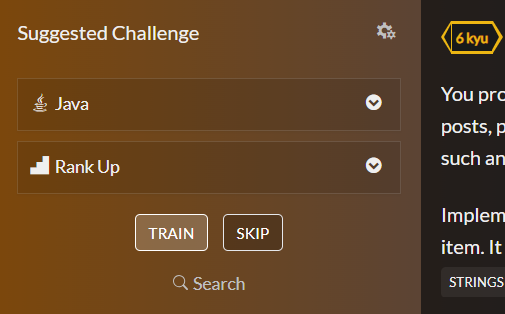 Suggested Challenge
Java
Rank Up
TRAIN
SKIP
Search
6 kyu
You pro
posts, p
such an
Implem
item. It
STRINGS